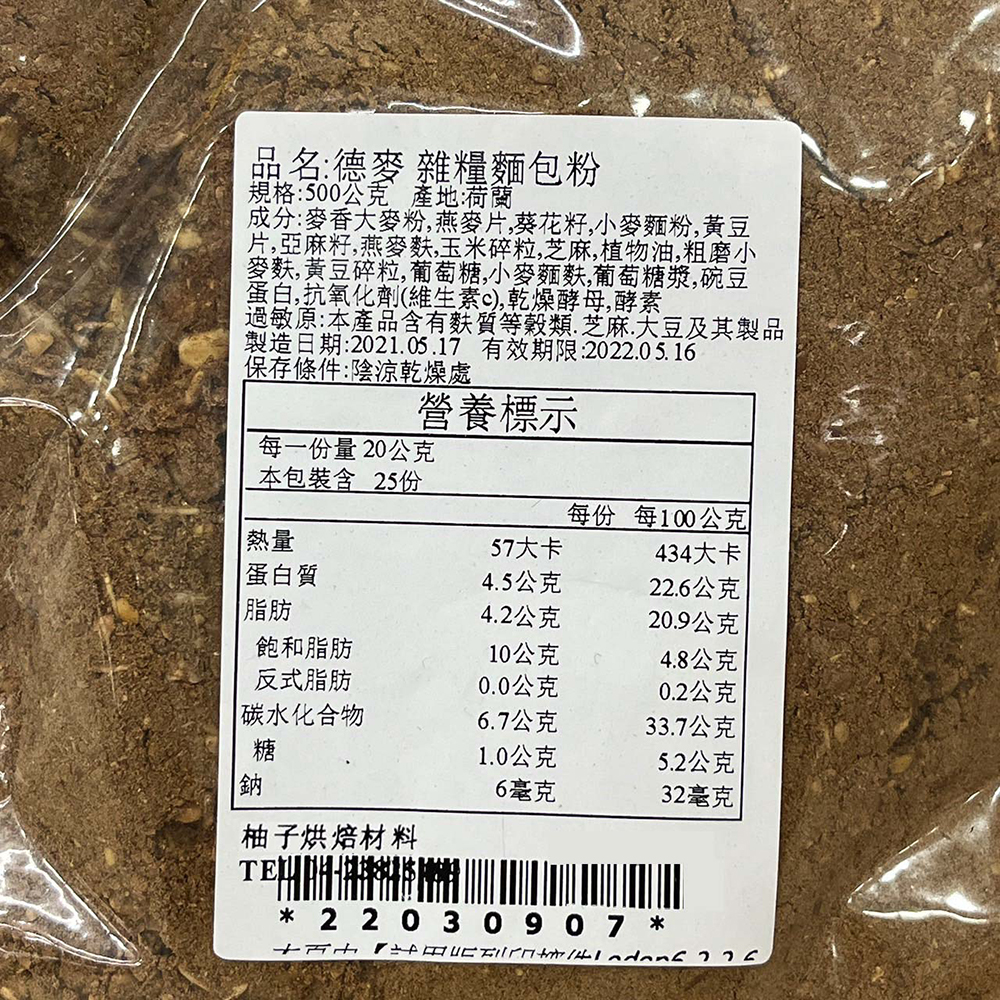 品名:德麥 雜糧麵包粉
規格:500公克 產地:荷蘭
成分:麥香大麥粉,燕麥片,葵花籽,小麥麵粉,黃豆
片,亞麻籽,燕麥麩,玉米碎粒,芝麻,植物油,粗磨小
麥麩,黃豆碎粒,葡萄糖,小麥麵麩,葡萄糖漿,碗豆
蛋白,抗氧化劑(維生素c),乾燥酵母,酵素
過敏原:本產品含有麩質等穀類.芝麻.大豆及其製品
製造日期:2021.05.17 有效期限:2022.05.16
保存條件:陰涼乾燥處
營養標示
每一份量 20公克
本包裝含 25份
每份 每100公克
熱量 57大卡 434大卡
蛋白質 4.5公克 22.6公克
脂肪 4.2公克 20.9公克
飽和脂肪 10公克 4.8公克
反式脂肪 0.0公克 0.2公克
碳水化合物 6.7公克 33.7公克
糖 1.0公克 5.2公克
鈉 6毫克 32毫克
柚子烘焙材料
TEL
*22030907*